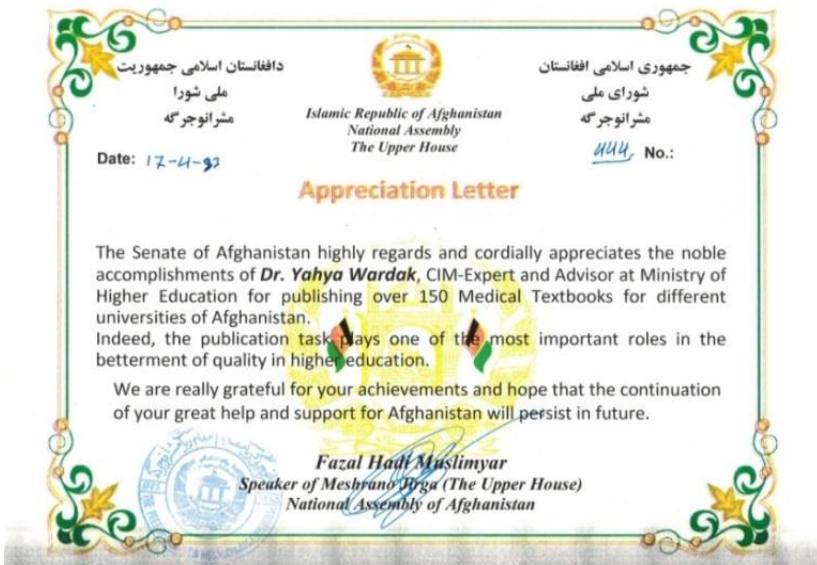 دافغانستان اسلامی جمهوریت
ملی شورا
مشرانوجرگه
Islamic Republic of Afghanistan
National Assembly
The Upper House
جمهوری اسلامی افغانستان
شورای ملی
مشرانوجرگه
Date: 17-4-93
444, No.:
Appreciation Letter
The Senate of Afghanistan highly regards and cordially appreciates the noble
accomplishments of Dr. Yahya Wardak, CIM-Expert and Advisor at Ministry of
Higher Education for publishing over 150 Medical Textbooks for different
universities of Afghanistan.
Indeed, the publication task plays one of the most important roles in the
betterment of quality in higher education.
We are really grateful for your achievements and hope that the continuation
of your great help and support for Afghanistan will persist in future.
Fazal Hadi Muslimyar
Speaker of Meshrano Jirga (The Upper House)
National Assembly of Afghanistan